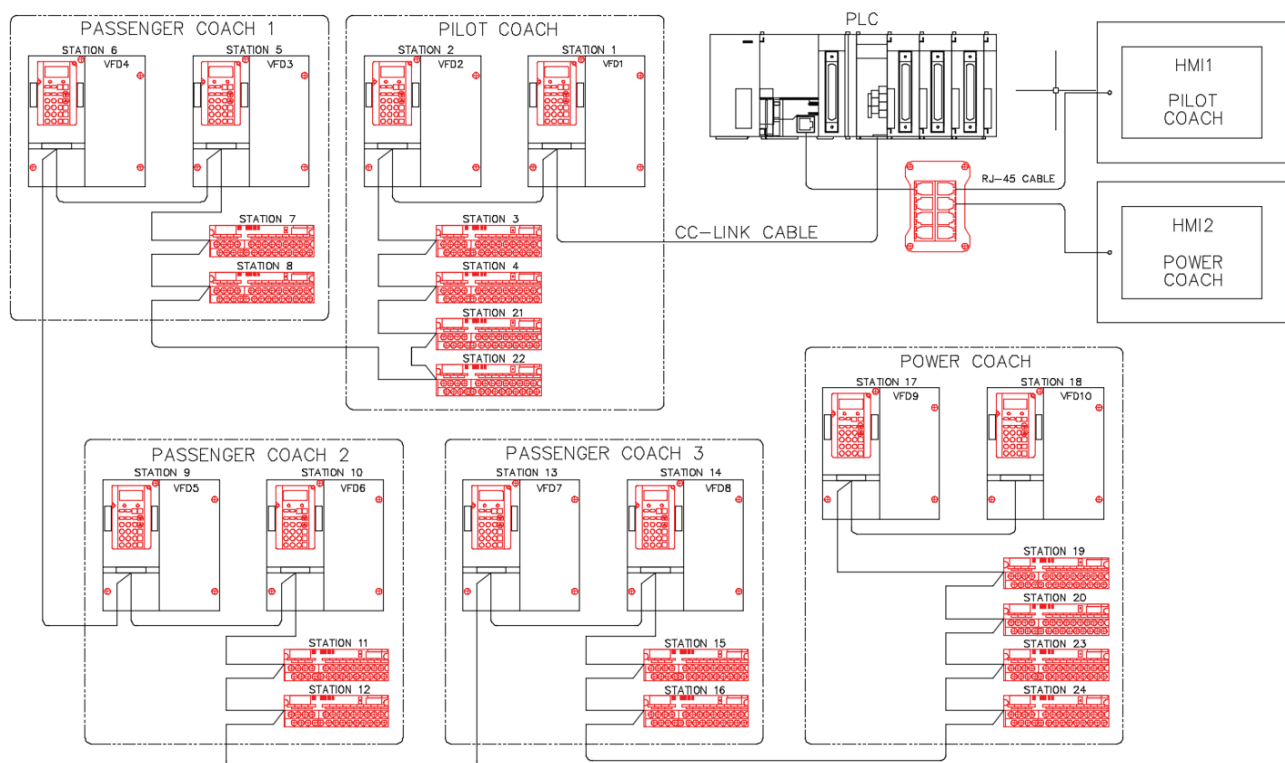 PASSENGER COACH 1
STATION 6
VFD4
STATION 5
VFD3
STATION 7
STATION 8
PILOT COACH
STATION 2
VFD2
STATION 1
VFD1
STATION 3
STATION 4
STATION 21
STATION 22
PLC
CC-LINK CABLE
RJ-45 CABLE
HMI1
PILOT
COACH
HMI2
POWER
COACH
PASSENGER COACH 2
STATION 9
VFD5
STATION 10
VFD6
STATION 11
STATION 12
PASSENGER COACH 3
STATION 13
VFD7
STATION 14
VFD8
STATION 15
STATION 16
POWER COACH
STATION 17
VFD9
STATION 18
VFD10
STATION 19
STATION 20
STATION 23
STATION 24